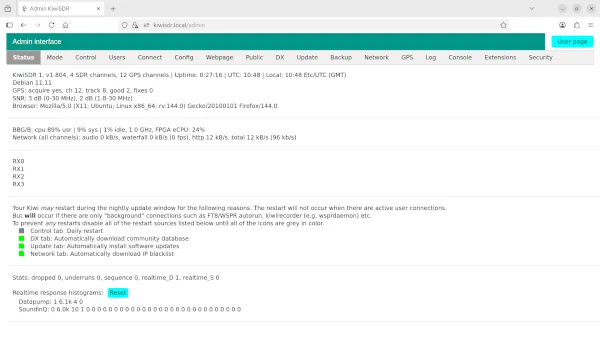 Admin KiwiSDR
kiwisdr.local/admin
Admin interface
User page
Status Mode Control Users Connect Config Webpage Public DX Update Backup Network GPS Log Console Extensions Security
KiwiSDR 1, v1.804, 4 SDR channels, 12 GPS channels | Uptime: 0:27:16 | UTC: 10:48 | Local: 10:48 Etc/UTC (GMT)
Debian 11.11
GPS: acquire yes, ch 12, track 8, good 2, fixes 0
SNR: 3 dB (0-30 MHz), 2 dB (1.8-30 MHz)
Browser: Mozilla/5.0 (X11; Ubuntu; Linux x86_64; rv:144.0) Gecko/20100101 Firefox/144.0
BBG/B: cpu 89% usr | 9% sys | 1% idle, 1.0 GHz, FPGA eCPU: 24%
Network (all channels): audio 0 kB/s, waterfall 0 kB/s (0 fps), http 12 kB/s, total 12 kB/s (96 kb/s)
RX0
RX1
RX2
RX3
Your Kiwi may restart during the nightly update window for the following reasons. The restart will not occur when there are active user connections.
But will occur if there are only "background" connections such as FT8/WSPR autorun, kiwirecorder (e.g. wsprdaemon) etc.
To prevent any restarts disable all of the restart sources listed below until all of the icons are grey in color.
Control tab: Daily restart
DX tab: Automatically download community database
Update tab: Automatically install software updates
Network tab: Automatically download IP blacklist
Stats: dropped 0, underruns 0, sequence 0, realtime_D 1, realtime_S 0
Realtime response histograms: Reset
Datapump: 1 6.1k 4 0
SoundInQ: 0 6.0k 10 1 0 0 0 0 0 0 0 0 0 0 0 0 0 0 0 0 0 0 0 0 0 0 0 0 0 0 0